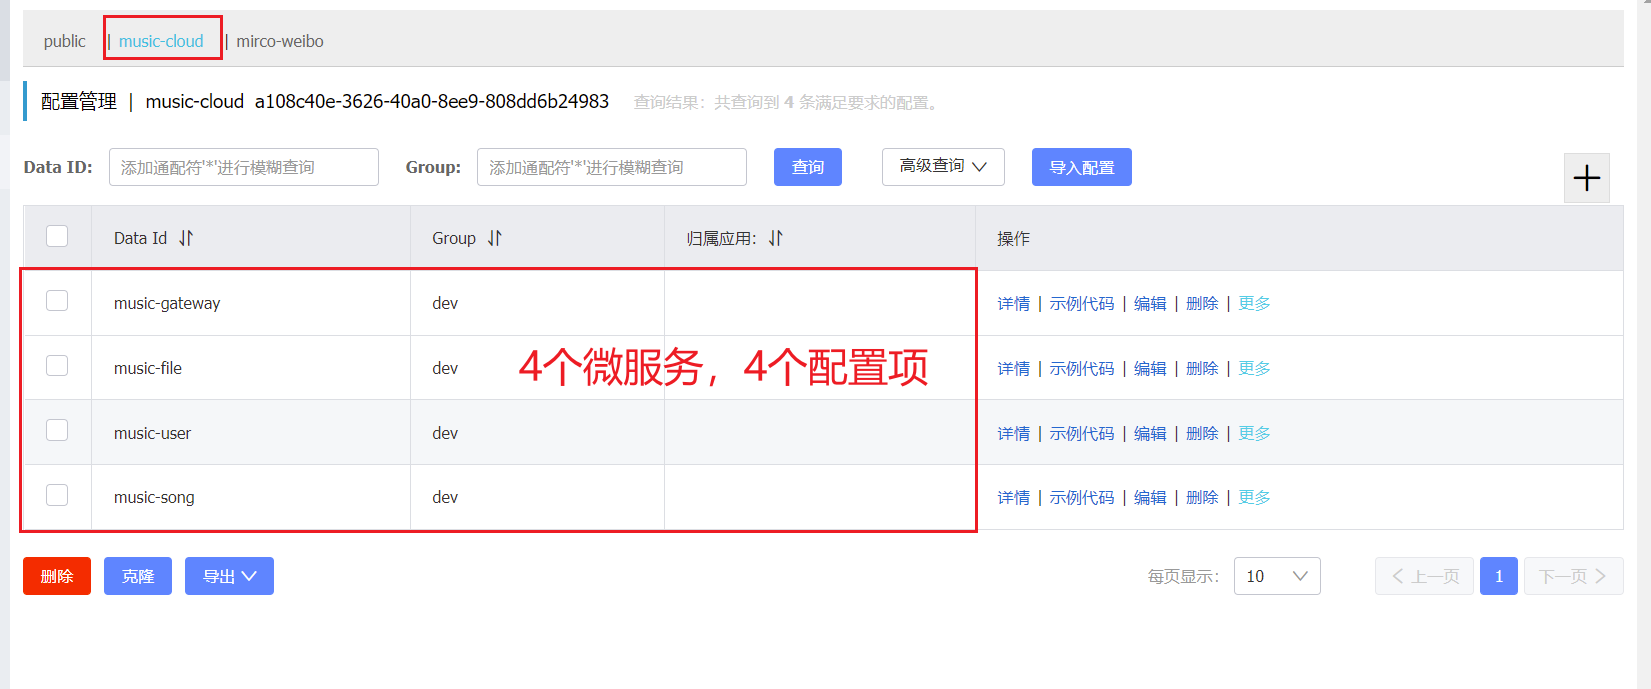 public | music-cloud | mirco-weibo
配置管理 | music-cloud a108c40e-3626-40a0-8ee9-808dd6b24983 查询结果：共查询到 4 条满足要求的配置。
Data ID: 添加通配符'*'进行模糊查询 Group: 添加通配符'*'进行模糊查询 查询 高级查询 导入配置
Data Id Group 归属应用: 操作
music-gateway dev 详情 | 示例代码 | 编辑 | 删除 | 更多
music-file dev 4个微服务，4个配置项 详情 | 示例代码 | 编辑 | 删除 | 更多
music-user dev 详情 | 示例代码 | 编辑 | 删除 | 更多
music-song dev 详情 | 示例代码 | 编辑 | 删除 | 更多
删除 克隆 导出 每页显示: 10 上一页 1 下一页